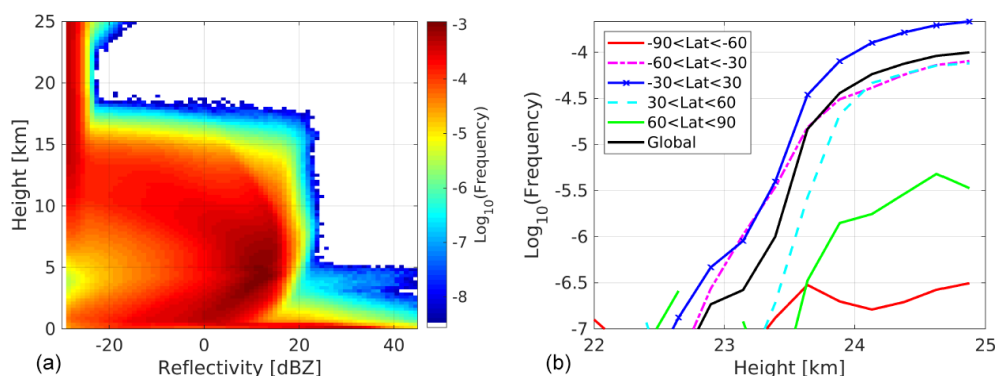 25
20
15
10
5
0
Height [km]
-20 0 20 40
Reflectivity [dBZ]
(a)
-3
-4
-5
-6
-7
-8
Log10(Frequency)
-4
-4.5
-5
-5.5
-6
-6.5
-7
Log10(Frequency)
-90<Lat<-60
-60<Lat<-30
-30<Lat<30
30<Lat<60
60<Lat<90
Global
22 23 24 25
Height [km]
(b)